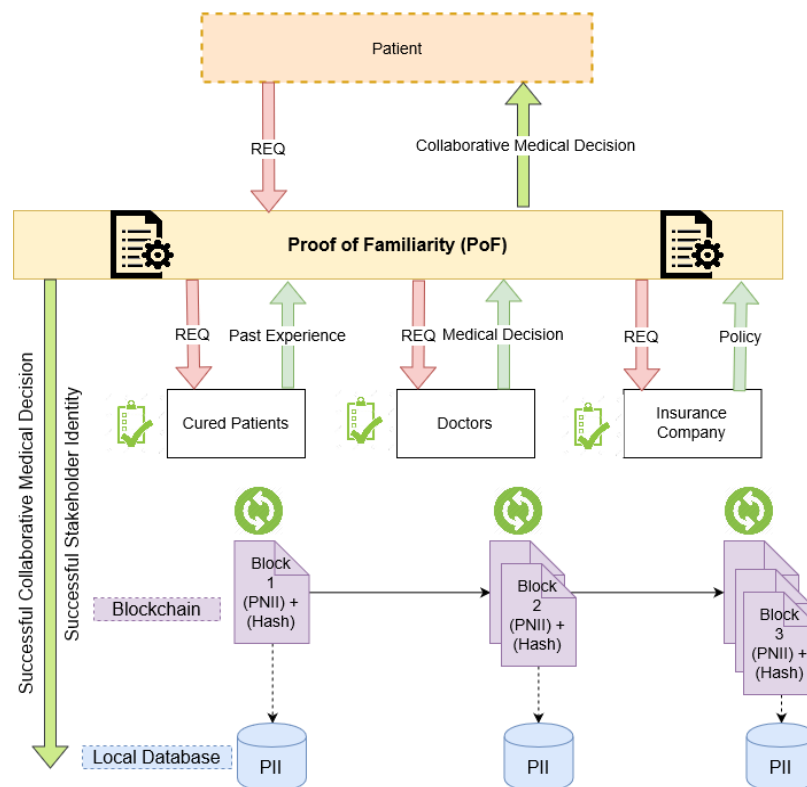 Patient
REQ
Collaborative Medical Decision
Proof of Familiarity (PoF)
REQ
Past Experience
REQ
Medical Decision
REQ
Policy
Cured Patients
Doctors
Insurance
Company
Successful Collaborative Medical Decision
Successful Stakeholder Identity
Blockchain
Block
1
(PNII) +
(Hash)
Block
2
(PNII) +
(Hash)
Block
3
(PNII) +
(Hash)
Local Database
PII
PII
PII